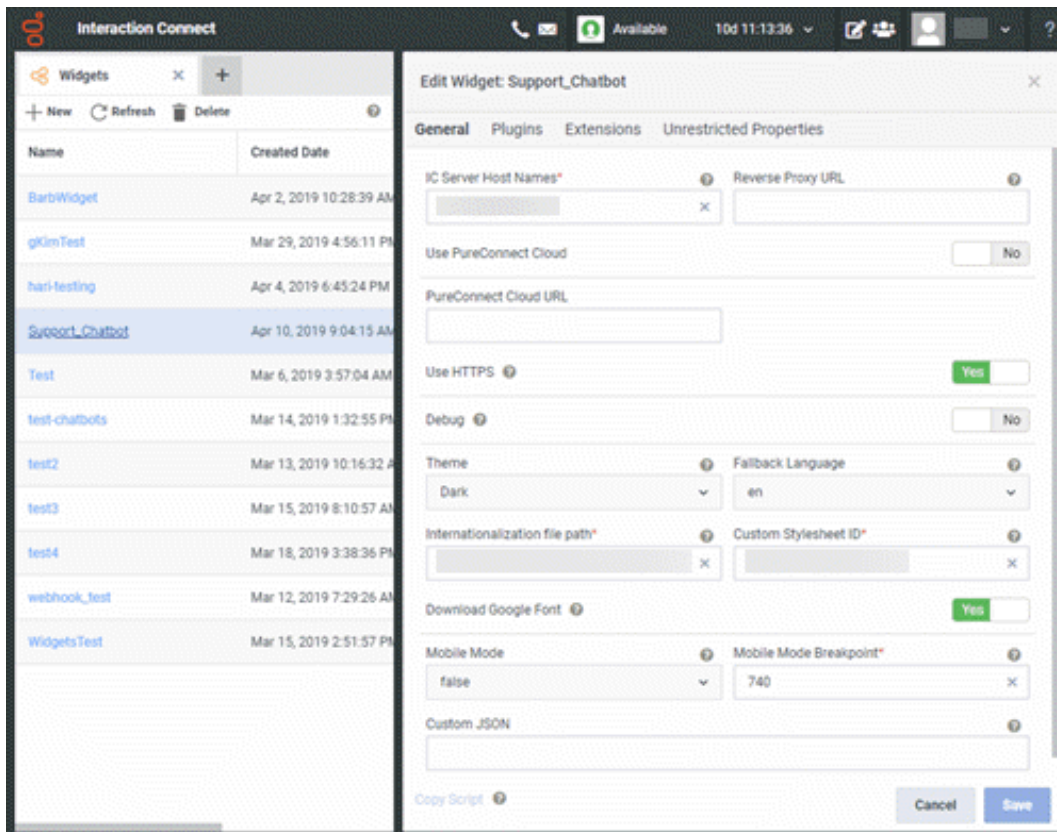 Interaction Connect
Available
10d 11:13:36
?
Widgets
New
Refresh
Delete
Name
Created Date
BarbWidget
Apr 2, 2019 10:28:39 AM
gKimTest
Mar 29, 2019 4:56:11 PM
hari-testing
Apr 4, 2019 6:45:24 PM
Support_Chatbot
Apr 10, 2019 9:04:15 AM
Test
Mar 6, 2019 3:57:04 AM
test-chatbots
Mar 14, 2019 1:32:55 PM
test2
Mar 13, 2019 10:16:32 A
test3
Mar 15, 2019 8:10:57 AM
test4
Mar 18, 2019 3:38:36 PM
webhook_test
Mar 12, 2019 7:29:26 AM
WidgetsTest
Mar 15, 2019 2:51:57 PM
Edit Widget: Support_Chatbot
General Plugins Extensions Unrestricted Properties
IC Server Host Names*
Reverse Proxy URL
Use PureConnect Cloud
No
PureConnect Cloud URL
Use HTTPS
Yes
Debug
No
Theme
Fallback Language
Dark
en
Internationalization file path*
Custom Stylesheet ID*
Download Google Font
Yes
Mobile Mode
Mobile Mode Breakpoint*
false
740
Custom JSON
Copy Script
Cancel
Save